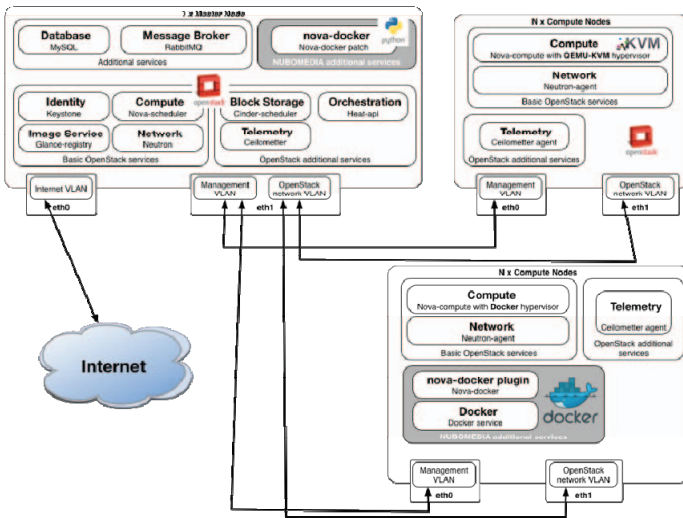 1 x Master Node
Database
MySQL
Message Broker
RabbitMQ
Additional services
nova-docker
Nova-docker patch
python
NUBOMEDIA additional services
Identity
Keystone
Compute
Nova-scheduler
Image Service
Glance-registry
Network
Neutron
Basic OpenStack services
openstack
Block Storage
Cinder-scheduler
Orchestration
Heat-api
Telemetry
Ceilometer
OpenStack additional services
Internet VLAN
eth0
Management
VLAN
OpenStack
network VLAN
eth1
N x Compute Nodes
Compute
Nova-compute with QEMU-KVM hypervisor
KVM
Network
Neutron-agent
Basic OpenStack services
Telemetry
Ceilometer agent
OpenStack additional services
openstack
Management
VLAN
eth0
OpenStack
network VLAN
eth1
Internet
N x Compute Nodes
Compute
Nova-compute with Docker hypervisor
Network
Neutron-agent
Basic OpenStack services
Telemetry
Ceilometer agent
OpenStack additional
services
nova-docker plugin
Nova-docker
Docker
Docker service
docker
NUBOMEDIA additional services
Management
VLAN
eth0
OpenStack
network VLAN
eth1